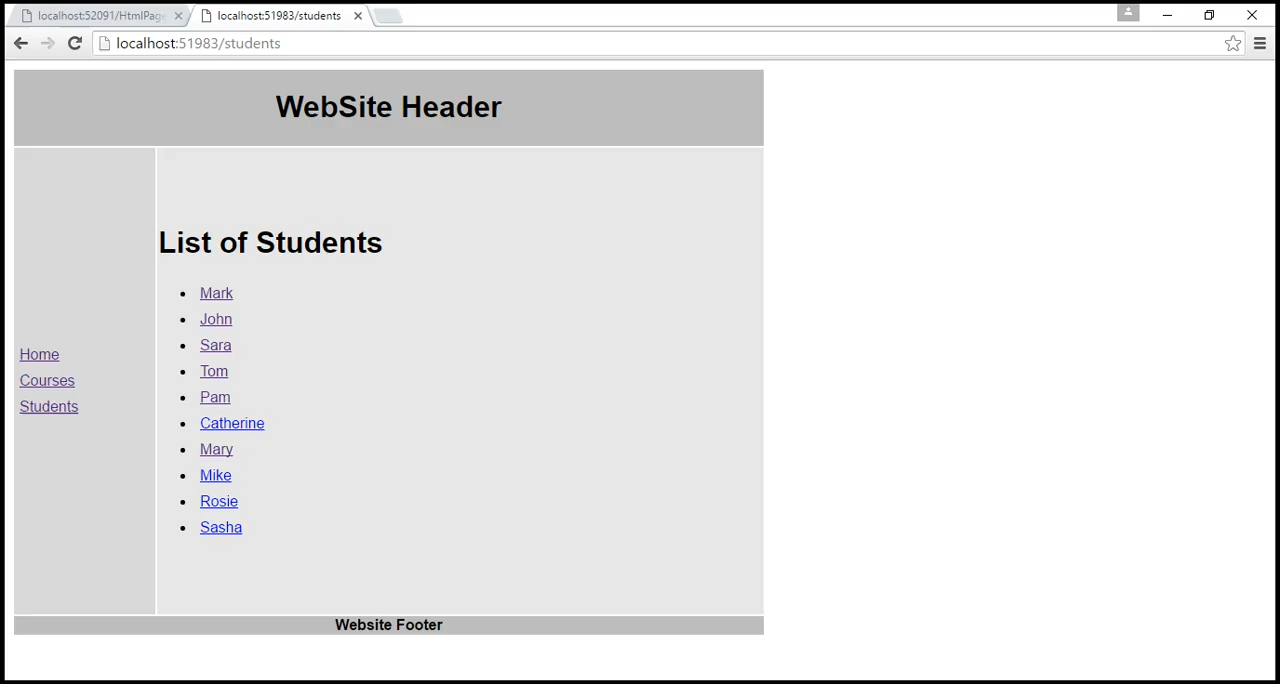 localhost:52091/HtmlPage
localhost:51983/students
localhost:51983/students
WebSite Header
List of Students
Mark
John
Sara
Tom
Pam
Catherine
Mary
Mike
Rosie
Sasha
Home
Courses
Students
Website Footer